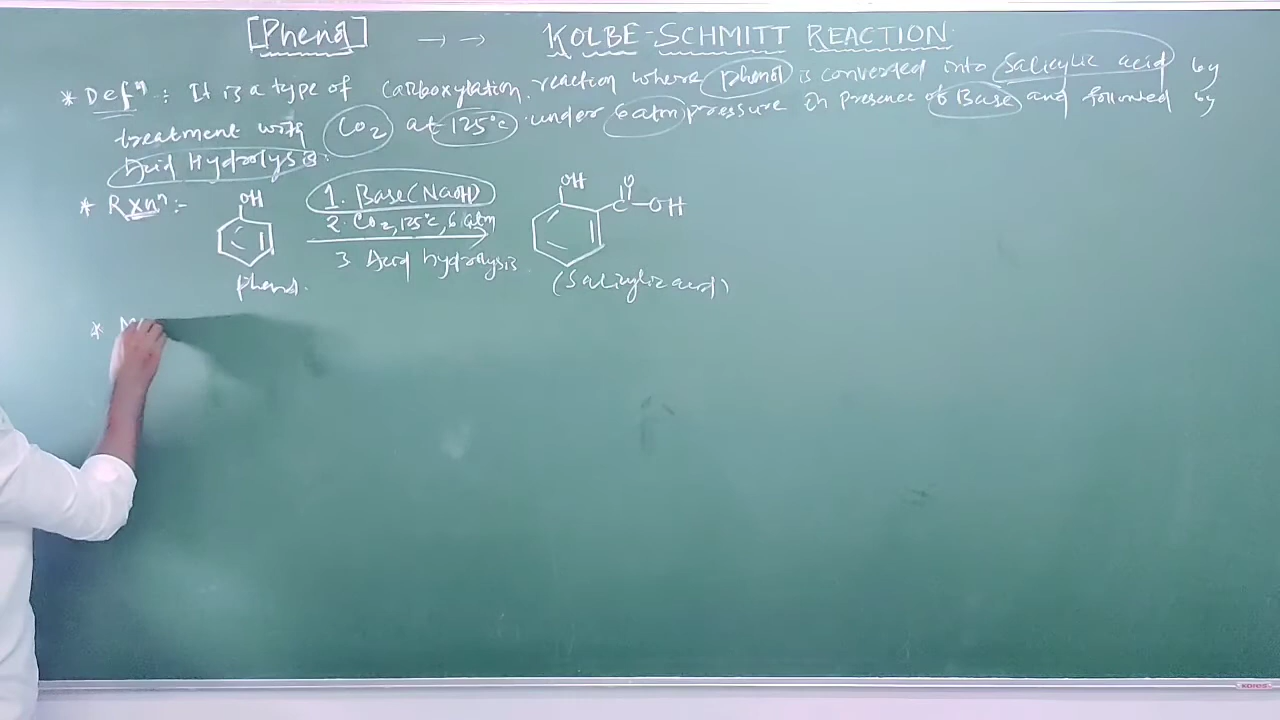 [Phenol] → → KOLBE-SCHMITT REACTION
* Defⁿ: It is a type of carboxylation reaction where phenol is converted into Salicylic acid by
treatment with CO₂ at 125°C under 6 atm pressure in presence of Base and followed by
Acid Hydrolysis.
* Rxnⁿ:-
OH
1. Base (NaOH)
2. CO₂, 125°C, 6 atm
3 Acid hydrolysis
phenol.
OH
O
C-OH
(Salicylic acid)
*
KORES